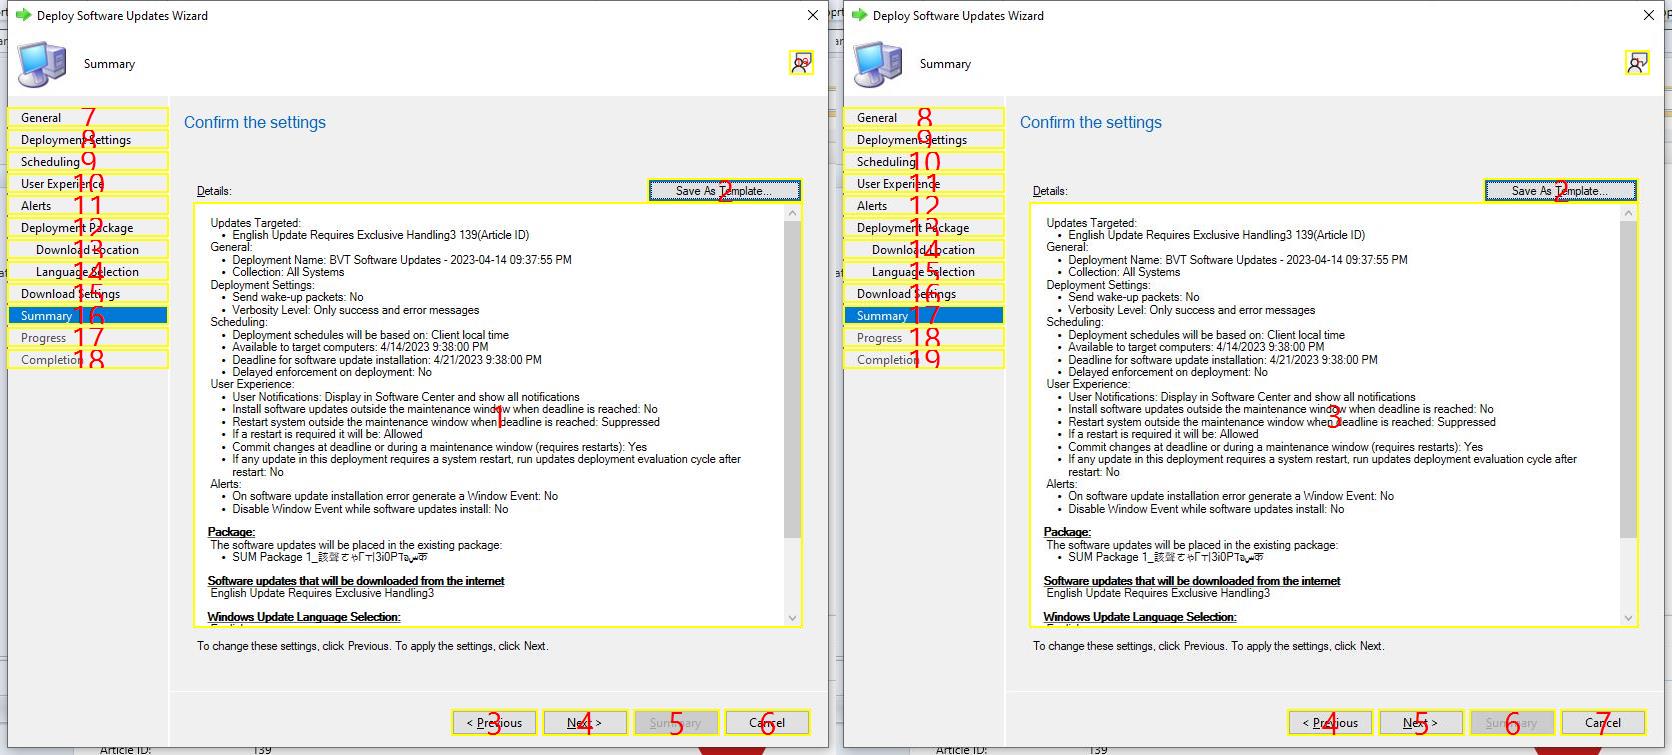 Deploy Software Updates Wizard
Summary
General
Deployment Settings
Scheduling
User Experience
Alerts
Deployment Package
Download Location
Language Selection
Download Settings
Summary
Progress
Completion
7
8
9
10
11
12
13
14
15
16
17
18
19
Confirm the settings
Details:
Save As Template...
2
Updates Targeted:
• English Update Requires Exclusive Handling3 139(Article ID)
General:
• Deployment Name: BVT Software Updates - 2023-04-14 09:37:55 PM
• Collection: All Systems
Deployment Settings:
• Send wake-up packets: No
• Verbosity Level: Only success and error messages
Scheduling:
• Deployment schedules will be based on: Client local time
• Available to target computers: 4/14/2023 9:38:00 PM
• Deadline for software update installation: 4/21/2023 9:38:00 PM
• Delayed enforcement on deployment: No
User Experience:
• User Notifications: Display in Software Center and show all notifications
• Install software updates outside the maintenance window when deadline is reached: No
1
• Restart system outside the maintenance window when deadline is reached: Suppressed
• If a restart is required it will be: Allowed
• Commit changes at deadline or during a maintenance window (requires restarts): Yes
• If any update in this deployment requires a system restart, run updates deployment evaluation cycle after
restart: No
Alerts:
• On software update installation error generate a Window Event: No
• Disable Window Event while software updates install: No
Package:
The software updates will be placed in the existing package:
• SUM Package 1_
Software updates that will be downloaded from the internet
English Update Requires Exclusive Handling3
Windows Update Language Selection:
To change these settings, click Previous. To apply the settings, click Next.
< Previous
Next >
Summary
Cancel
3
4
5
6
Article ID:
139
Deploy Software Updates Wizard
Summary
General
Deployment Settings
Scheduling
User Experience
Alerts
Deployment Package
Download Location
Language Selection
Download Settings
Summary
Progress
Completion
8
9
10
11
12
13
14
15
16
17
18
19
Confirm the settings
Details:
Save As Template...
2
Updates Targeted:
• English Update Requires Exclusive Handling3 139(Article ID)
General:
• Deployment Name: BVT Software Updates - 2023-04-14 09:37:55 PM
• Collection: All Systems
Deployment Settings:
• Send wake-up packets: No
• Verbosity Level: Only success and error messages
Scheduling:
• Deployment schedules will be based on: Client local time
• Available to target computers: 4/14/2023 9:38:00 PM
• Deadline for software update installation: 4/21/2023 9:38:00 PM
• Delayed enforcement on deployment: No
User Experience:
• User Notifications: Display in Software Center and show all notifications
• Install software updates outside the maintenance window when deadline is reached: No
3
• Restart system outside the maintenance window when deadline is reached: Suppressed
• If a restart is required it will be: Allowed
• Commit changes at deadline or during a maintenance window (requires restarts): Yes
• If any update in this deployment requires a system restart, run updates deployment evaluation cycle after
restart: No
Alerts:
• On software update installation error generate a Window Event: No
• Disable Window Event while software updates install: No
Package:
The software updates will be placed in the existing package:
• SUM Package 1_
Software updates that will be downloaded from the internet
English Update Requires Exclusive Handling3
Windows Update Language Selection:
To change these settings, click Previous. To apply the settings, click Next.
< Previous
Next >
Summary
Cancel
4
5
6
7
Article ID:
139